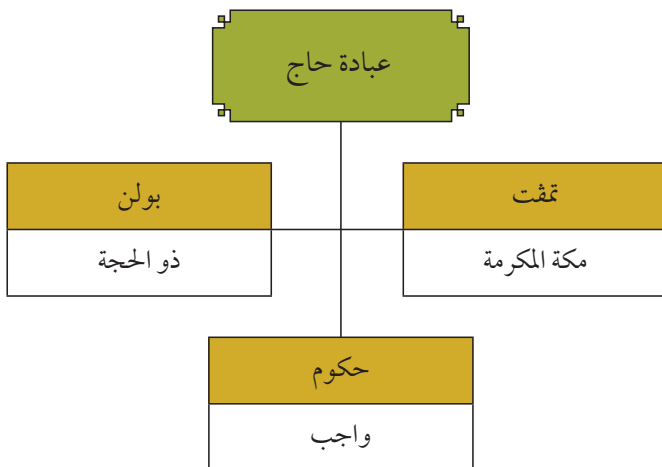 عبادة حاج
تمڤت
مكة المكرمة
بولن
ذو الحجة
حكوم
واجب